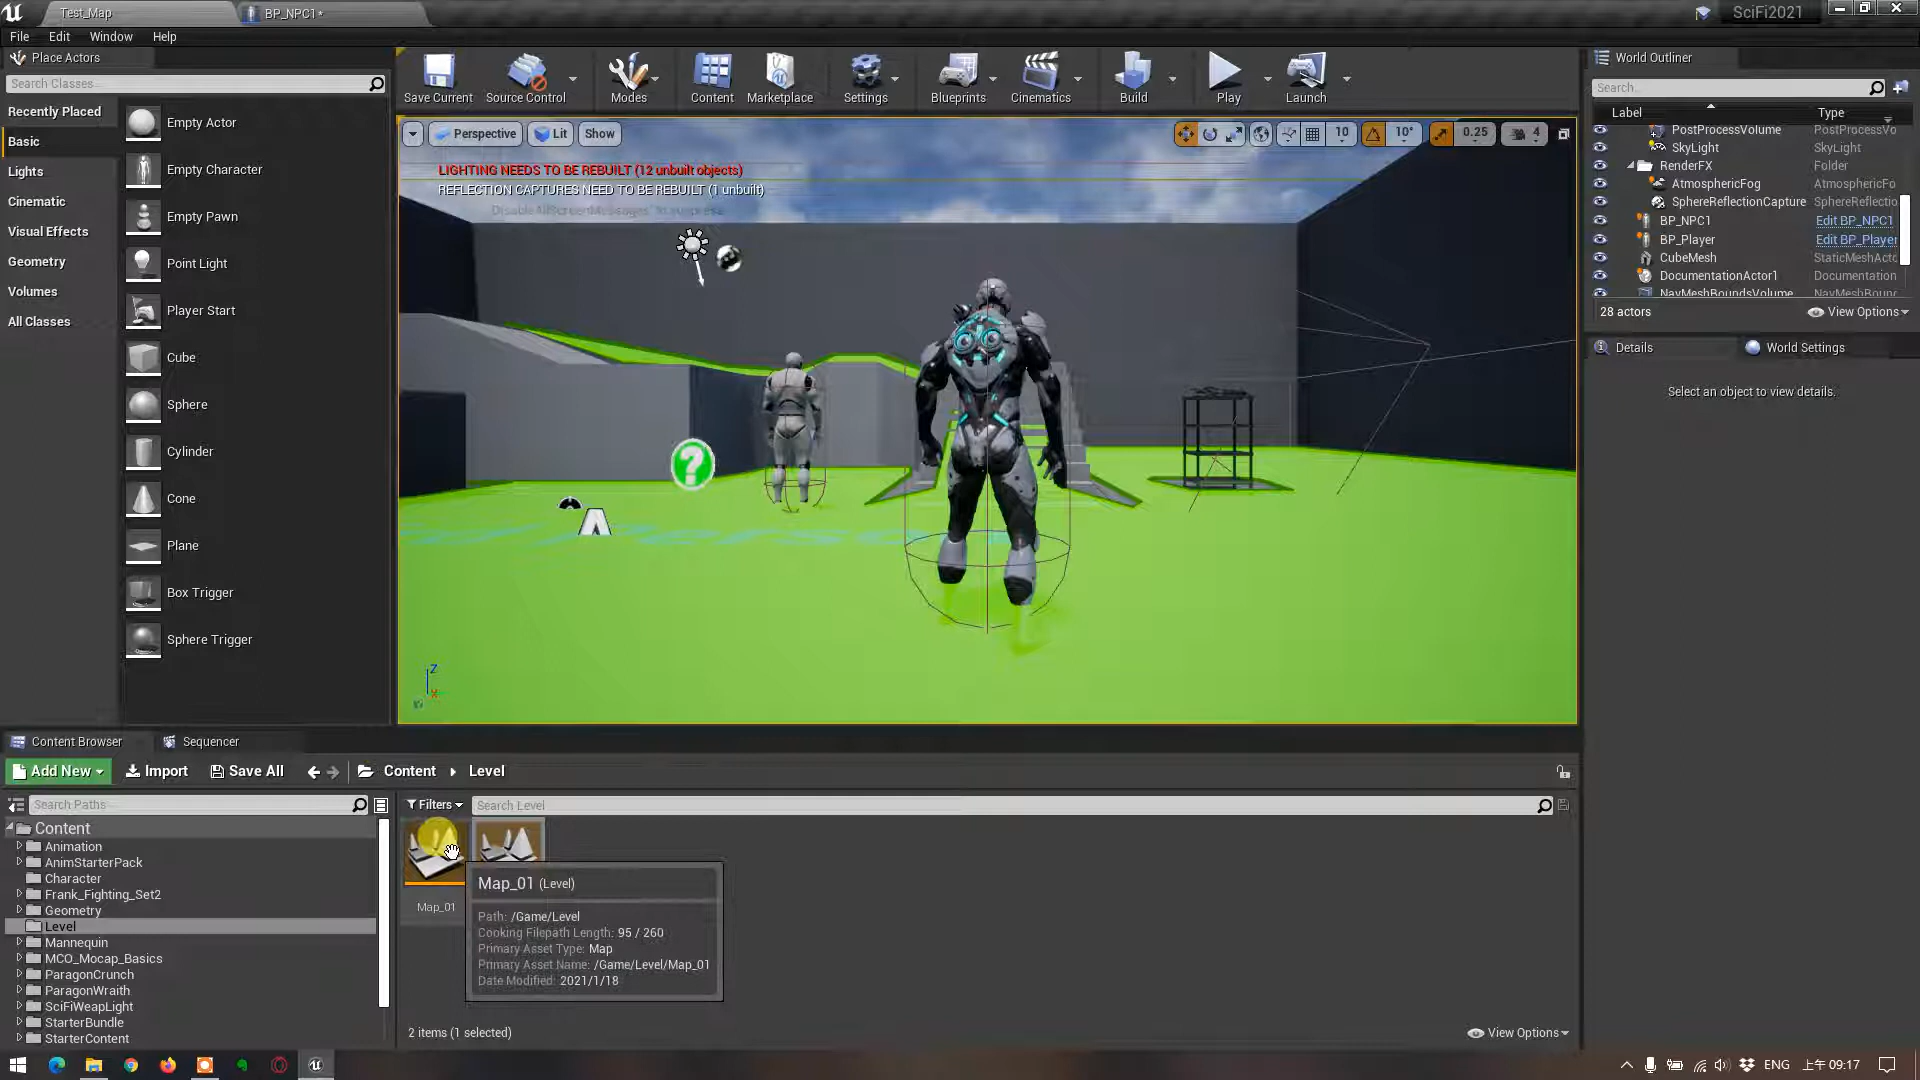 Test_Map
BP_NPC1*
SciFi2021
File Edit Window Help
Place Actors
Search Classes
Recently Placed
Basic
Lights
Cinematic
Visual Effects
Geometry
Volumes
All Classes
Empty Actor
Empty Character
Empty Pawn
Point Light
Player Start
Cube
Sphere
Cylinder
Cone
Plane
Box Trigger
Sphere Trigger
Save Current
Source Control
Modes
Content
Marketplace
Settings
Blueprints
Cinematics
Build
Play
Launch
Perspective
Lit
Show
10
10°
0.25
4
LIGHTING NEEDS TO BE REBUILT (12 unbuilt objects)
REFLECTION CAPTURES NEED TO BE REBUILT (1 unbuilt)
'DisableAllScreenMessages' to suppress
Z
World Outliner
Search...
Label Type
PostProcessVolume PostProcessVo
SkyLight SkyLight
RenderFX Folder
AtmosphericFog AtmosphericFo
SphereReflectionCapture SphereReflectio
BP_NPC1 Edit BP_NPC1
BP_Player Edit BP_Player
CubeMesh StaticMeshActo
DocumentationActor1 Documentation
NavMeshBoundsVolume NavMeshBoun
28 actors
View Options
Details
World Settings
Select an object to view details.
Content Browser
Sequencer
Add New
Import
Save All
Content
Level
Search Paths
Filters
Search Level
Content
Animation
AnimStarterPack
Character
Frank_Fighting_Set2
Geometry
Level
Mannequin
MCO_Mocap_Basics
ParagonCrunch
ParagonWraith
SciFiWeapLight
StarterBundle
StarterContent
Map_01
Map_01 (Level)
Path: /Game/Level
Cooking Filepath Length: 95 / 260
Primary Asset Type: Map
Primary Asset Name: /Game/Level/Map_01
Date Modified: 2021/1/18
2 items (1 selected)
View Options
ENG
上午 09:17